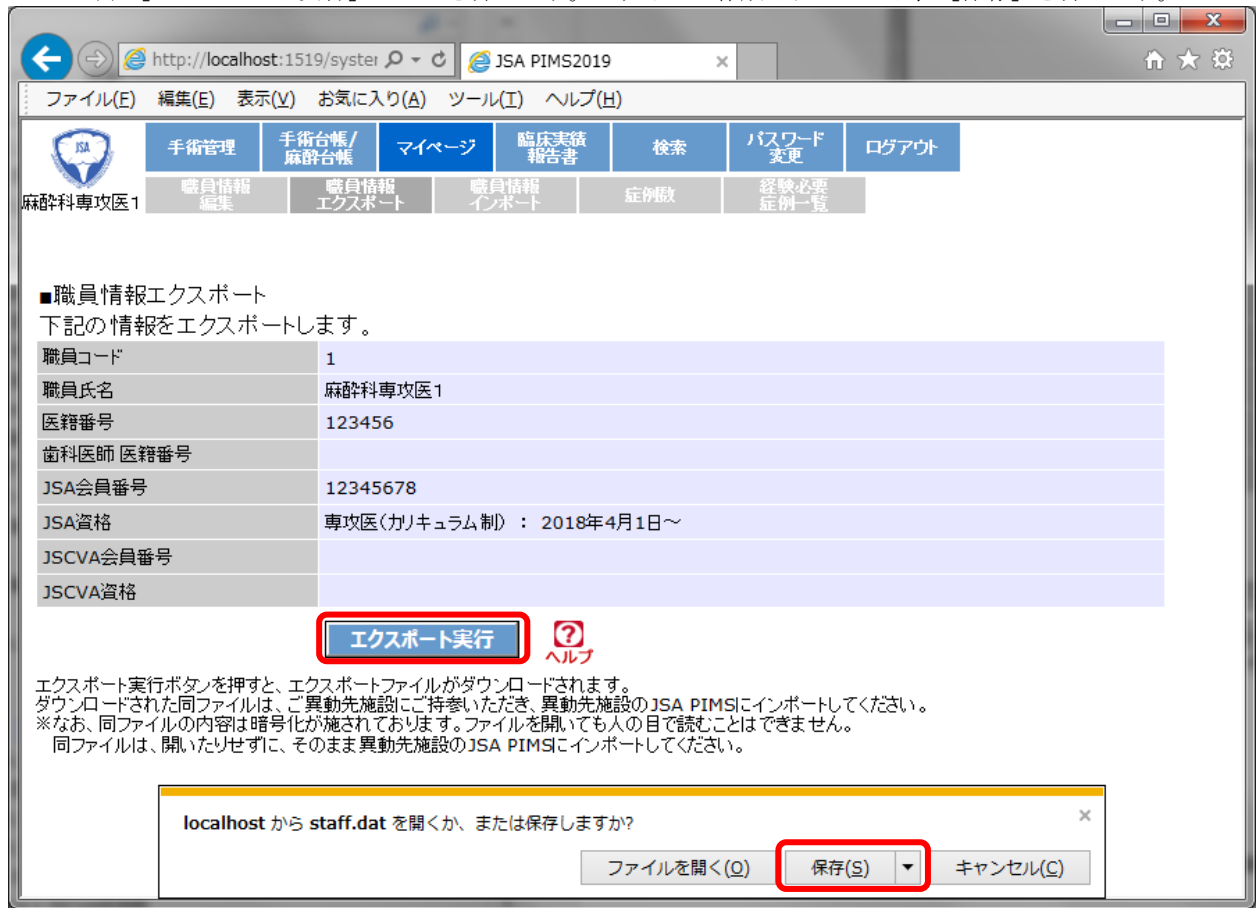 http://localhost:1519/syster
JSA PIMS2019
ファイル(F) 編集(E) 表示(V) お気に入り(A) ツール(T) ヘルプ(H)
JSA
手術管理
手術台帳/
麻酔台帳
マイページ
臨床実績
報告書
検索
パスワード
変更
ログアウト
麻酔科専攻医1
職員情報
編集
職員情報
エクスポート
職員情報
インポート
症例数
経験必要
症例一覧
■職員情報エクスポート
下記の情報をエクスポートします。
職員コード 1
職員氏名 麻酔科専攻医1
医籍番号 123456
歯科医師 医籍番号
JSA会員番号 12345678
JSA資格 専攻医(カリキュラム制) : 2018年4月1日~
JSCVA会員番号
JSCVA資格
エクスポート実行
ヘルプ
エクスポート実行ボタンを押すと、エクスポートファイルがダウンロードされます。
ダウンロードされた同ファイルは、ご異動先施設にご持参いただき、異動先施設のJSA PIMSにインポートしてください。
※なお、同ファイルの内容は暗号化が施されております。ファイルを開いても人の目で読むことはできません。
同ファイルは、開いたりせずに、そのまま異動先施設のJSA PIMSにインポートしてください。
localhost から staff.dat を開くか、または保存しますか?
ファイルを開く(O) 保存(S) キャンセル(C)